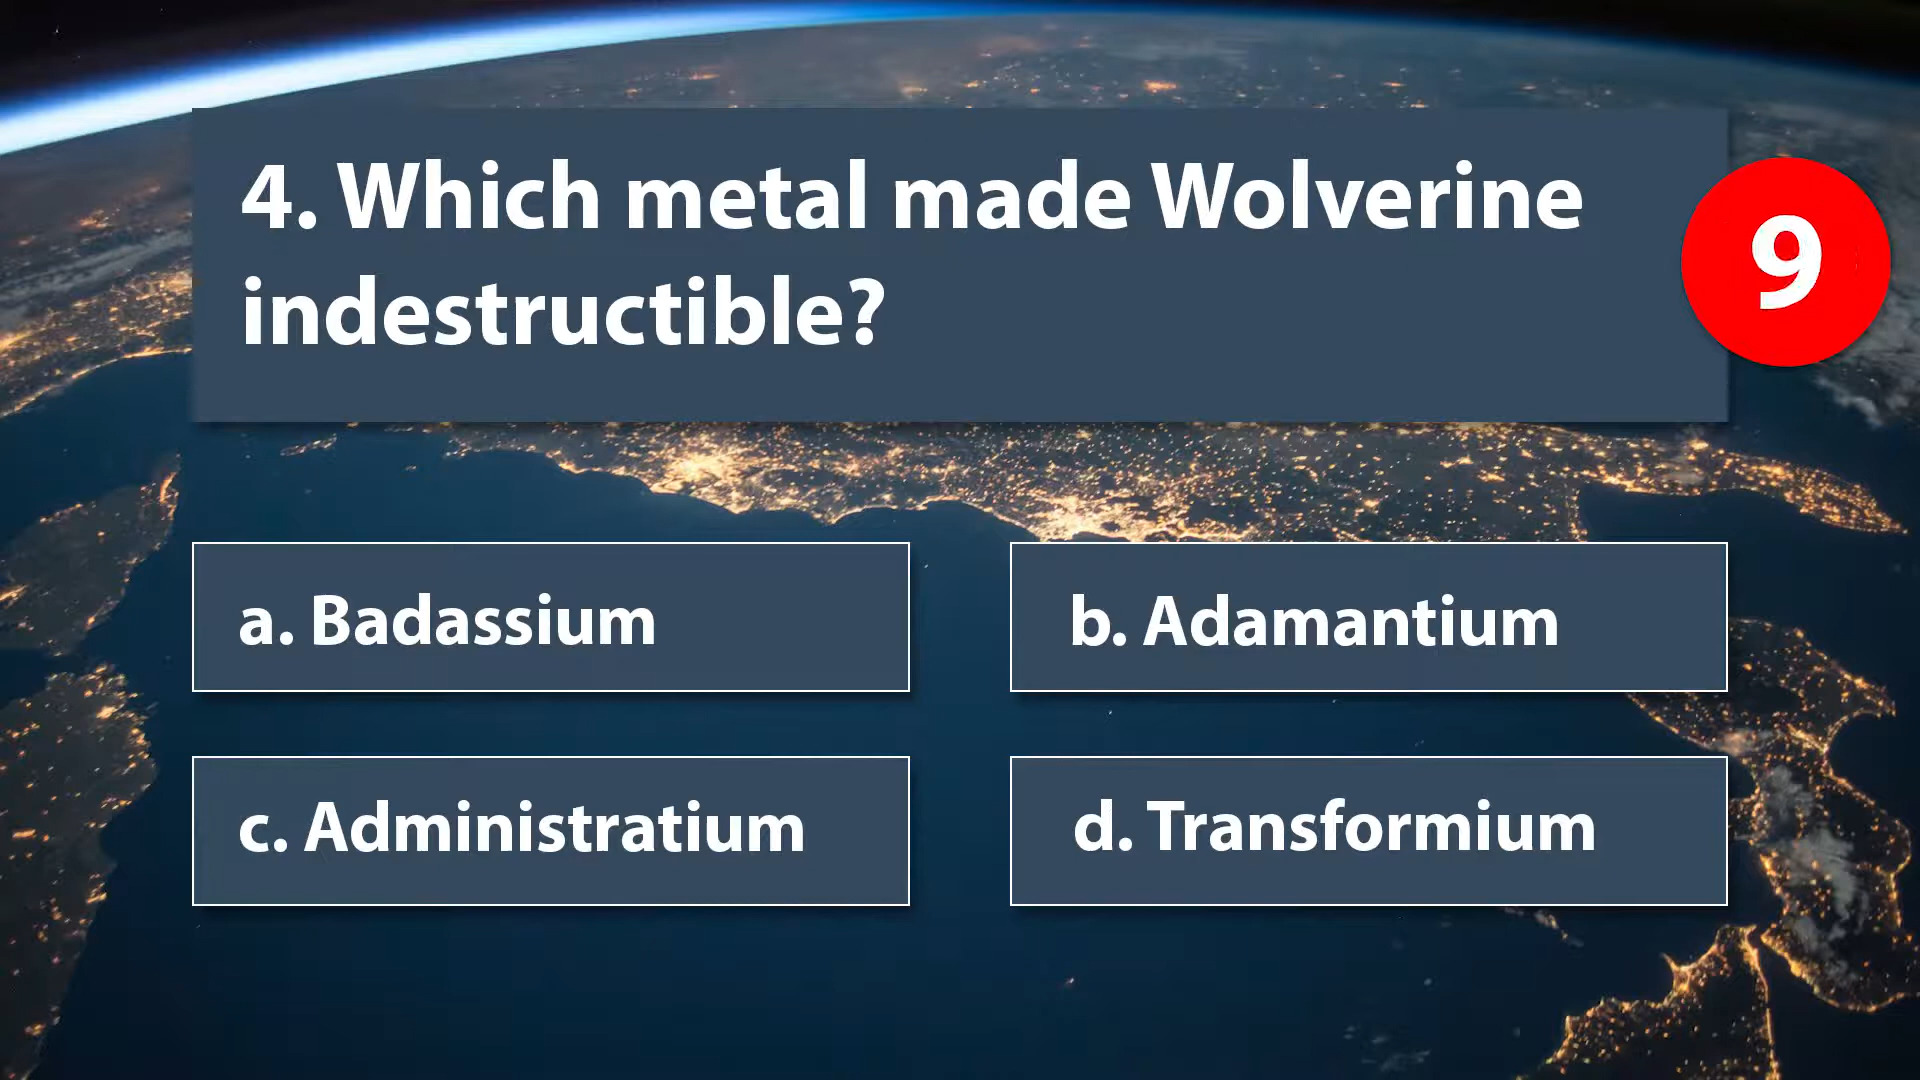 4. Which metal made Wolverine
indestructible?
9
a. Badassium
b. Adamantium
c. Administratium
d. Transformium